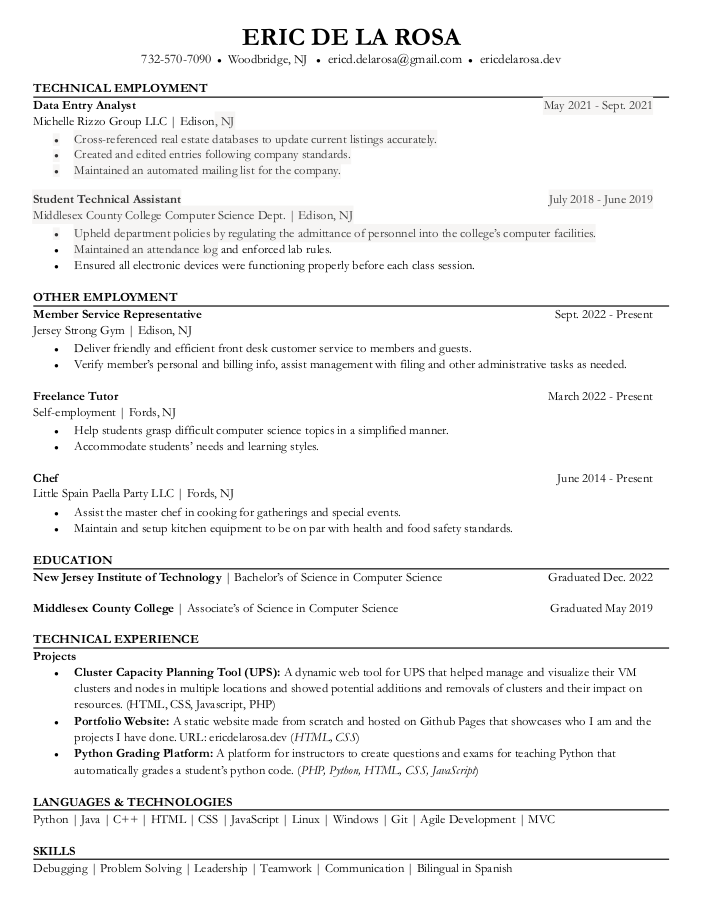 ERIC DE LA ROSA
732-570-7090 • Woodbridge, NJ • ericd.delarosa@gmail.com • ericdelarosa.dev
TECHNICAL EMPLOYMENT
Data Entry Analyst May 2021 - Sept. 2021
Michelle Rizzo Group LLC | Edison, NJ
• Cross-referenced real estate databases to update current listings accurately.
• Created and edited entries following company standards.
• Maintained an automated mailing list for the company.
Student Technical Assistant July 2018 - June 2019
Middlesex County College Computer Science Dept. | Edison, NJ
• Upheld department policies by regulating the admittance of personnel into the college’s computer facilities.
• Maintained an attendance log and enforced lab rules.
• Ensured all electronic devices were functioning properly before each class session.
OTHER EMPLOYMENT
Member Service Representative Sept. 2022 - Present
Jersey Strong Gym | Edison, NJ
• Deliver friendly and efficient front desk customer service to members and guests.
• Verify member’s personal and billing info, assist management with filing and other administrative tasks as needed.
Freelance Tutor March 2022 - Present
Self-employment | Fords, NJ
• Help students grasp difficult computer science topics in a simplified manner.
• Accommodate students’ needs and learning styles.
Chef June 2014 - Present
Little Spain Paella Party LLC | Fords, NJ
• Assist the master chef in cooking for gatherings and special events.
• Maintain and setup kitchen equipment to be on par with health and food safety standards.
EDUCATION
New Jersey Institute of Technology | Bachelor’s of Science in Computer Science Graduated Dec. 2022
Middlesex County College | Associate’s of Science in Computer Science Graduated May 2019
TECHNICAL EXPERIENCE
Projects
• Cluster Capacity Planning Tool (UPS): A dynamic web tool for UPS that helped manage and visualize their VM
clusters and nodes in multiple locations and showed potential additions and removals of clusters and their impact on
resources. (HTML, CSS, Javascript, PHP)
• Portfolio Website: A static website made from scratch and hosted on Github Pages that showcases who I am and the
projects I have done. URL: ericdelarosa.dev (HTML, CSS)
• Python Grading Platform: A platform for instructors to create questions and exams for teaching Python that
automatically grades a student’s python code. (PHP, Python, HTML, CSS, JavaScript)
LANGUAGES & TECHNOLOGIES
Python | Java | C++ | HTML | CSS | JavaScript | Linux | Windows | Git | Agile Development | MVC
SKILLS
Debugging | Problem Solving | Leadership | Teamwork | Communication | Bilingual in Spanish